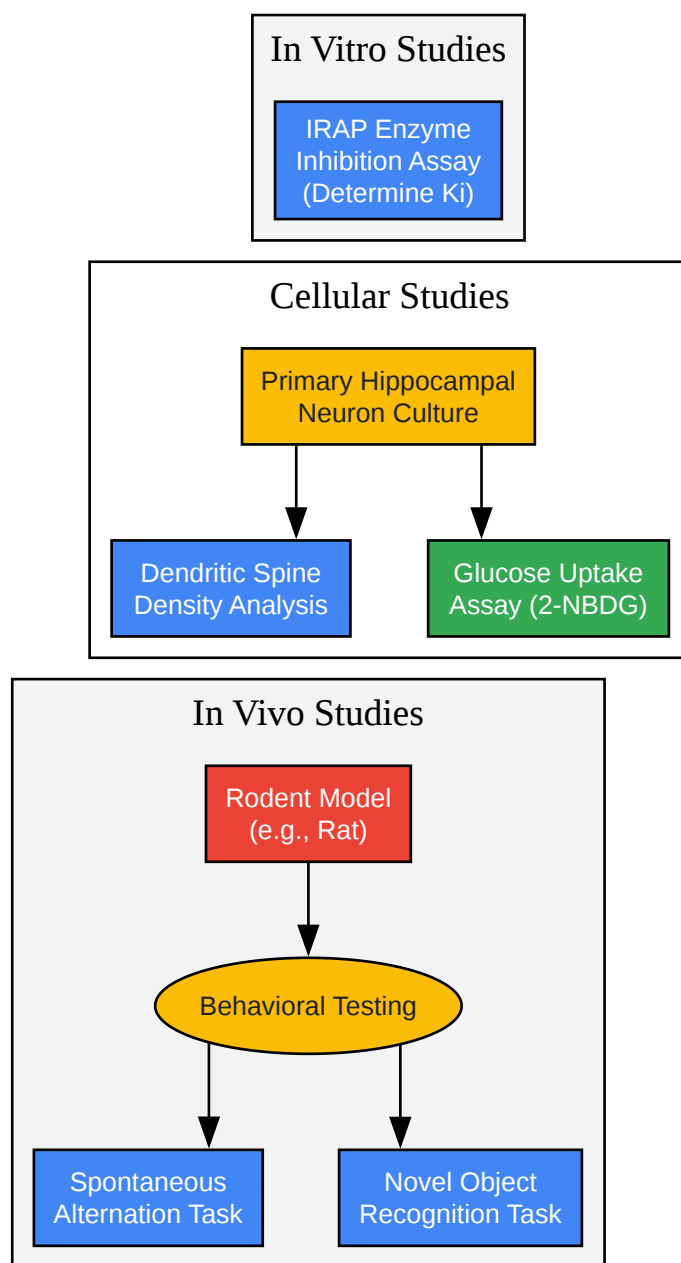 In Vitro Studies
IRAP Enzyme
Inhibition Assay
(Determine Ki)
Cellular Studies
Primary Hippocampal
Neuron Culture
Dendritic Spine
Density Analysis
Glucose Uptake
Assay (2-NBDG)
In Vivo Studies
Rodent Model
(e.g., Rat)
Behavioral Testing
Spontaneous
Alternation Task
Novel Object
Recognition Task